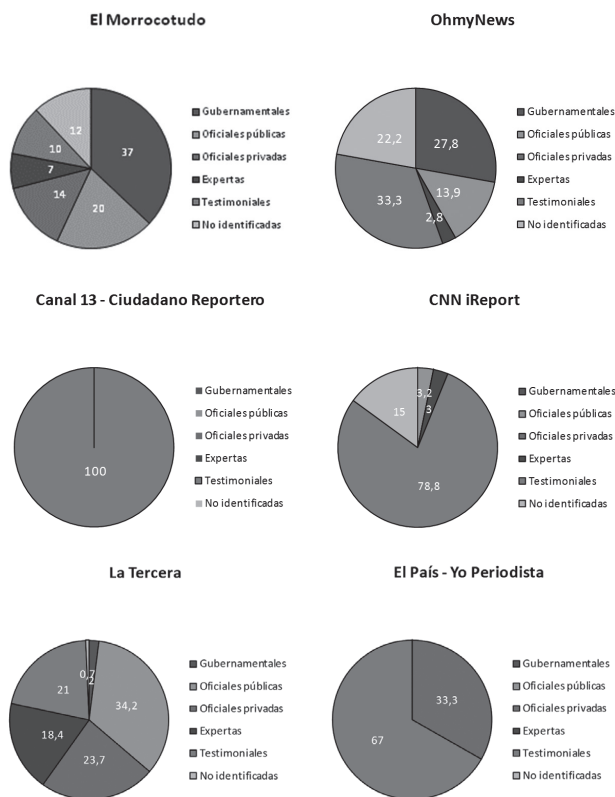 El Morrocotudo
37
20
14
7
10
12
Gubernamentales
Oficiales públicas
Oficiales privadas
Expertas
Testimoniales
No identificadas
OhmyNews
27,8
13,9
2,8
33,3
22,2
Gubernamentales
Oficiales públicas
Oficiales privadas
Expertas
Testimoniales
No identificadas
Canal 13 - Ciudadano Reportero
100
Gubernamentales
Oficiales públicas
Oficiales privadas
Expertas
Testimoniales
No identificadas
CNN iReport
3,2
3
78,8
15
Gubernamentales
Oficiales públicas
Oficiales privadas
Expertas
Testimoniales
No identificadas
La Tercera
0,7
2
34,2
23,7
18,4
21
Gubernamentales
Oficiales públicas
Oficiales privadas
Expertas
Testimoniales
No identificadas
El País - Yo Periodista
33,3
67
Gubernamentales
Oficiales públicas
Oficiales privadas
Expertas
Testimoniales
No identificadas